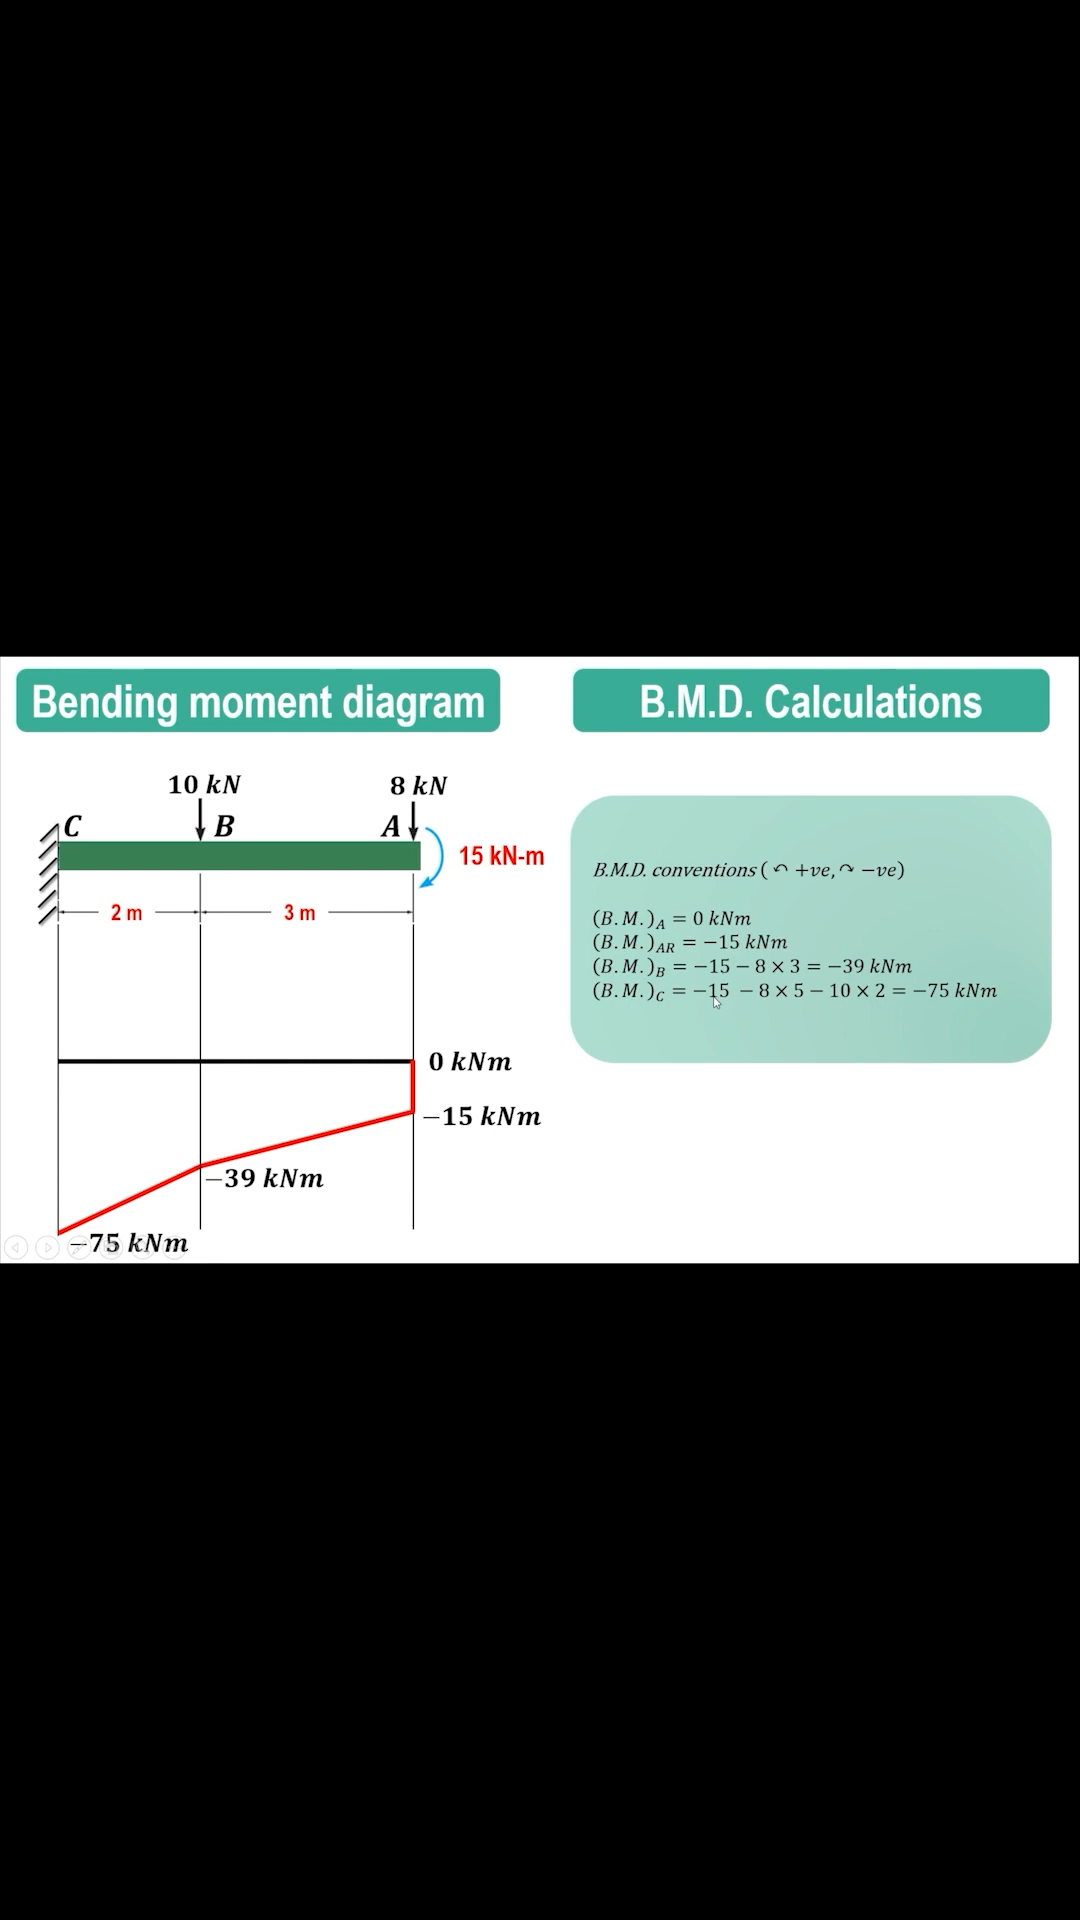 Bending moment diagram
B.M.D. Calculations
10 kN
8 kN
C
B
A
15 kN-m
2 m
3 m
0 kNm
−15 kNm
−39 kNm
−75 kNm
B.M.D. conventions (↶ +ve, ↷ −ve)
(B.M.)A = 0 kNm
(B.M.)AR = −15 kNm
(B.M.)B = −15 − 8 × 3 = −39 kNm
(B.M.)C = −15 − 8 × 5 − 10 × 2 = −75 kNm